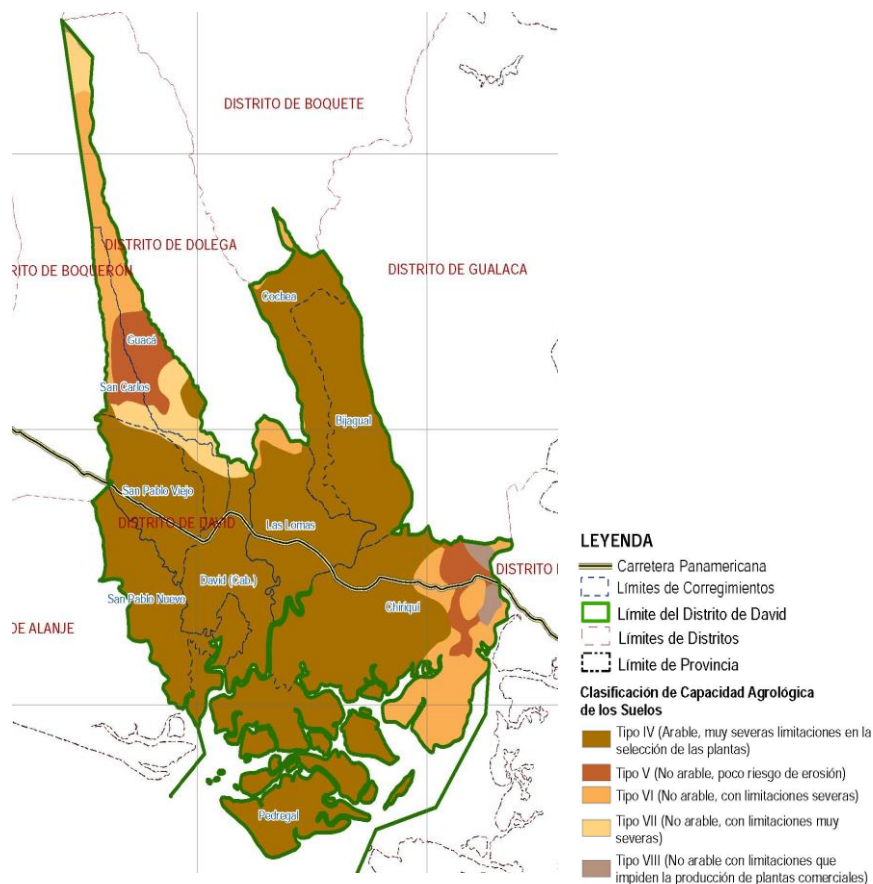 DISTRITO DE BOQUETE
DISTRITO DE DOLEGA
RITO DE BOQUERÓN
DISTRITO DE GUALACA
Cochea
Guacá
San Carlos
Bijagual
San Pablo Viejo
DISTRITO DE DAVID
Las Lomas
DISTRITO
David (Cab.)
San Pablo Nuevo
Chiriquí
DE ALANJE
Pedregal
LEYENDA
Carretera Panamericana
Límites de Corregimientos
Límite del Distrito de David
Límites de Distritos
Límite de Provincia
Clasificación de Capacidad Agrológica
de los Suelos
Tipo IV (Arable, muy severas limitaciones en la
selección de las plantas)
Tipo V (No arable, poco riesgo de erosión)
Tipo VI (No arable, con limitaciones severas)
Tipo VII (No arable, con limitaciones muy
severas)
Tipo VIII (No arable con limitaciones que
impiden la producción de plantas comerciales)